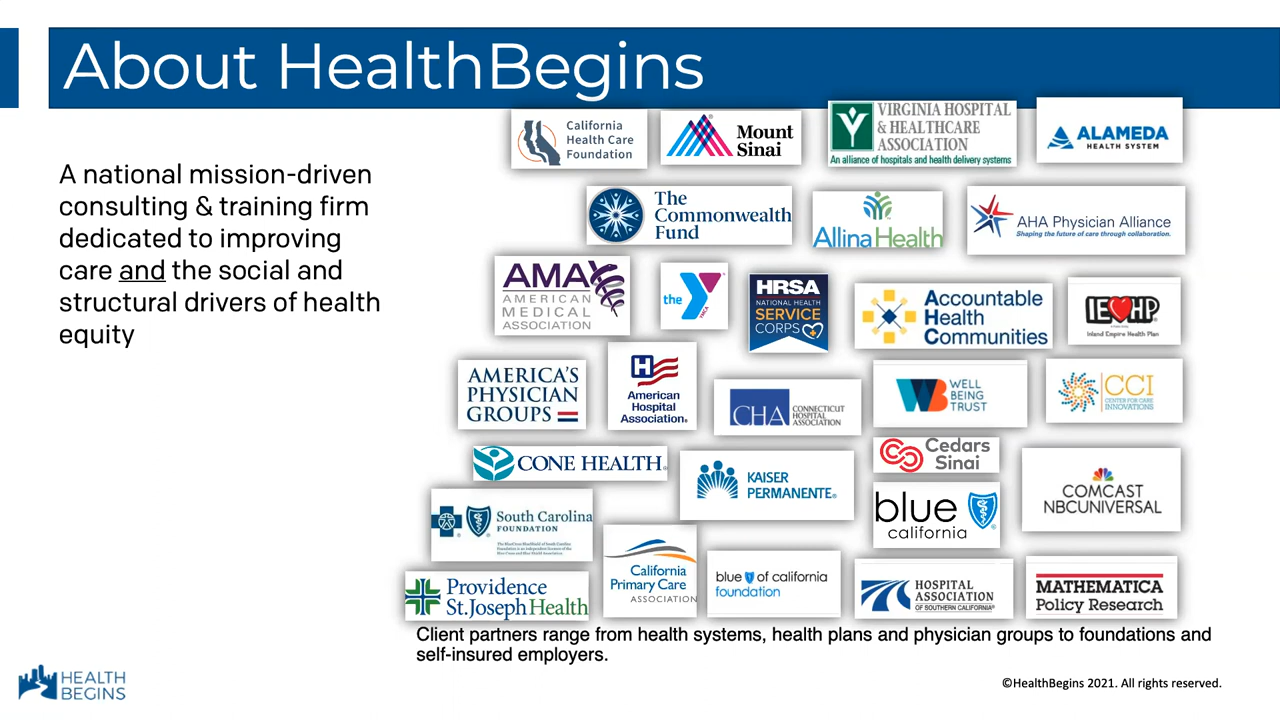 About HealthBegins
A national mission-driven
consulting & training firm
dedicated to improving
care and the social and
structural drivers of health
equity
California
Health Care
Foundation
Mount
Sinai
VIRGINIA HOSPITAL
& HEALTHCARE
ASSOCIATION
An alliance of hospitals and health delivery systems
ALAMEDA
HEALTH SYSTEM
The
Commonwealth
Fund
AllinaHealth
AHA Physician Alliance
Shaping the future of care through collaboration.
AMA
AMERICAN
MEDICAL
ASSOCIATION
the
YMCA
HRSA
NATIONAL HEALTH
SERVICE
CORPS
Accountable
Health
Communities
IEHP
Inland Empire Health Plan
AMERICA'S
PHYSICIAN
GROUPS
H
American
Hospital
Association®
CHA
CONNECTICUT
HOSPITAL
ASSOCIATION
WELL
BEING
TRUST
CCI
CENTER FOR CARE
INNOVATIONS
CONE HEALTH®
KAISER
PERMANENTE®
Cedars
Sinai
blue
california
COMCAST
NBCUNIVERSAL
South Carolina
FOUNDATION
California
Primary Care
ASSOCIATION
blue of california
foundation
HOSPITAL
ASSOCIATION
OF SOUTHERN CALIFORNIA®
MATHEMATICA
Policy Research
Providence
St.JosephHealth
Client partners range from health systems, health plans and physician groups to foundations and
self-insured employers.
HEALTH
BEGINS
©HealthBegins 2021. All rights reserved.